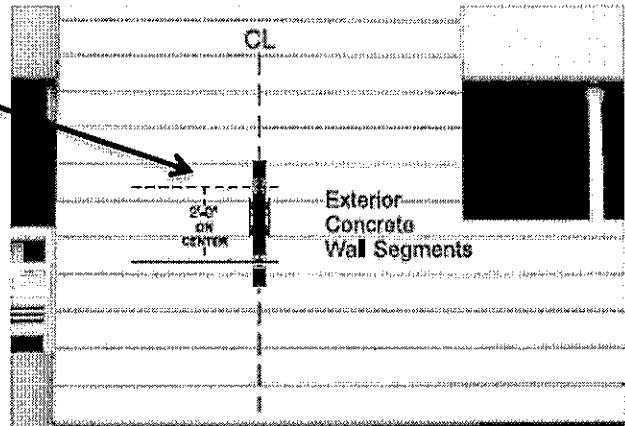 CL
2'-0"
ON
CENTER
Exterior
Concrete
Wall Segments